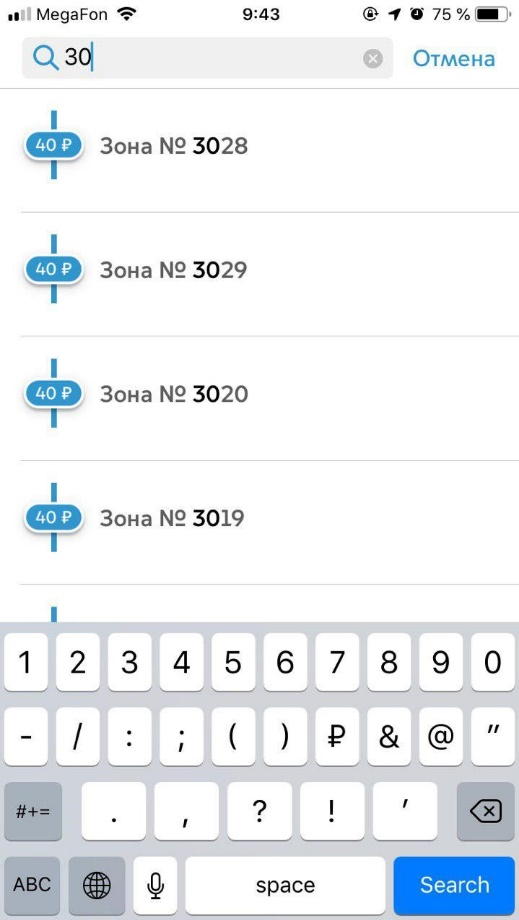 MegaFon 9:43 75 %
30 Отмена
40 ₽ Зона № 3028
40 ₽ Зона № 3029
40 ₽ Зона № 3020
40 ₽ Зона № 3019
1 2 3 4 5 6 7 8 9 0
- / : ; ( ) ₽ & @ "
#+= . , ? ! ′
ABC space Search